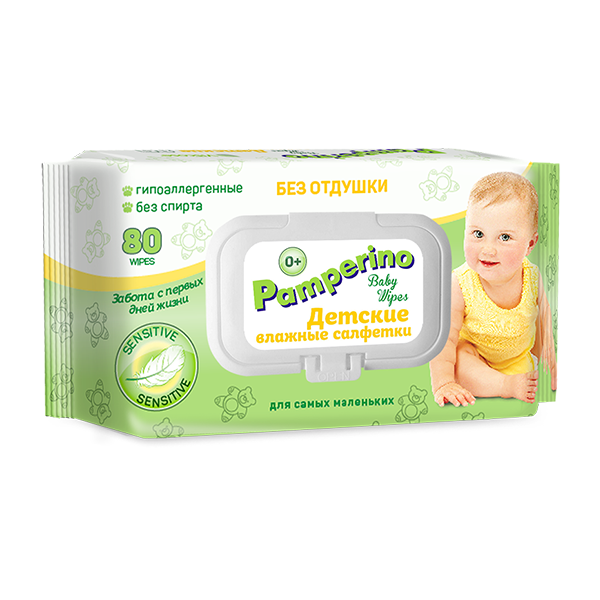 гипоаллергенные
без спирта
БЕЗ ОТДУШКИ
80
WIPES
Забота с первых
дней жизни
SENSITIVE
SENSITIVE
0+
Pamperino
Baby
Wipes
Детские
влажные салфетки
OPEN
для самых маленьких